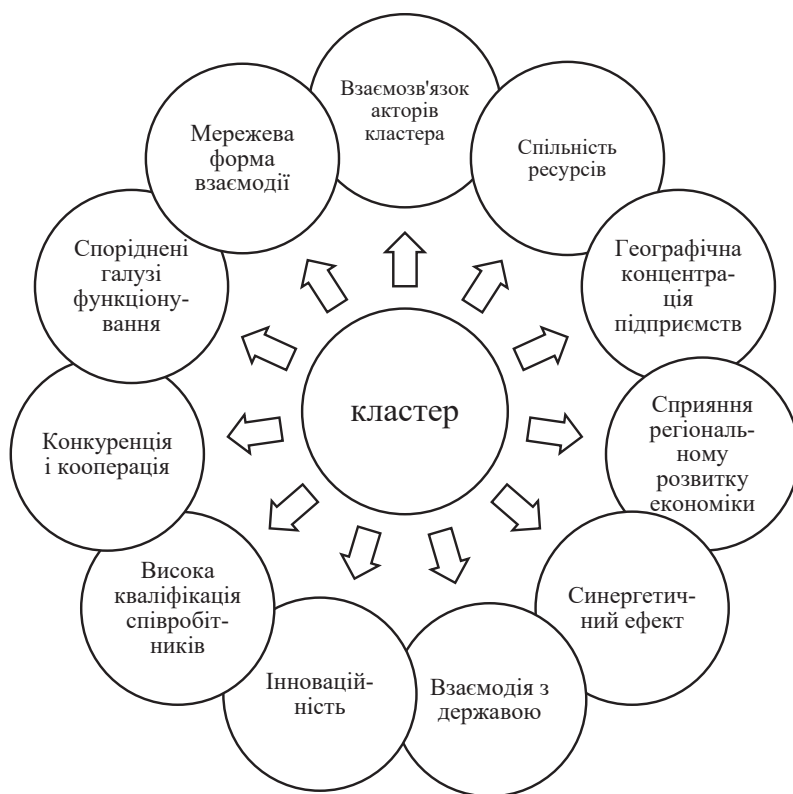 Взаємозв'язок
акторів
кластера
Спільність
ресурсів
Географічна
концентра-
ція
підприємств
Сприяння
регіональ-
ному
розвитку
економіки
Синергетич-
ний ефект
Взаємодія з
державою
Інновацій-
ність
Висока
кваліфікація
співробіт-
ників
Конкуренція
і кооперація
Споріднені
галузі
функціону-
вання
Мережева
форма
взаємодії
кластер